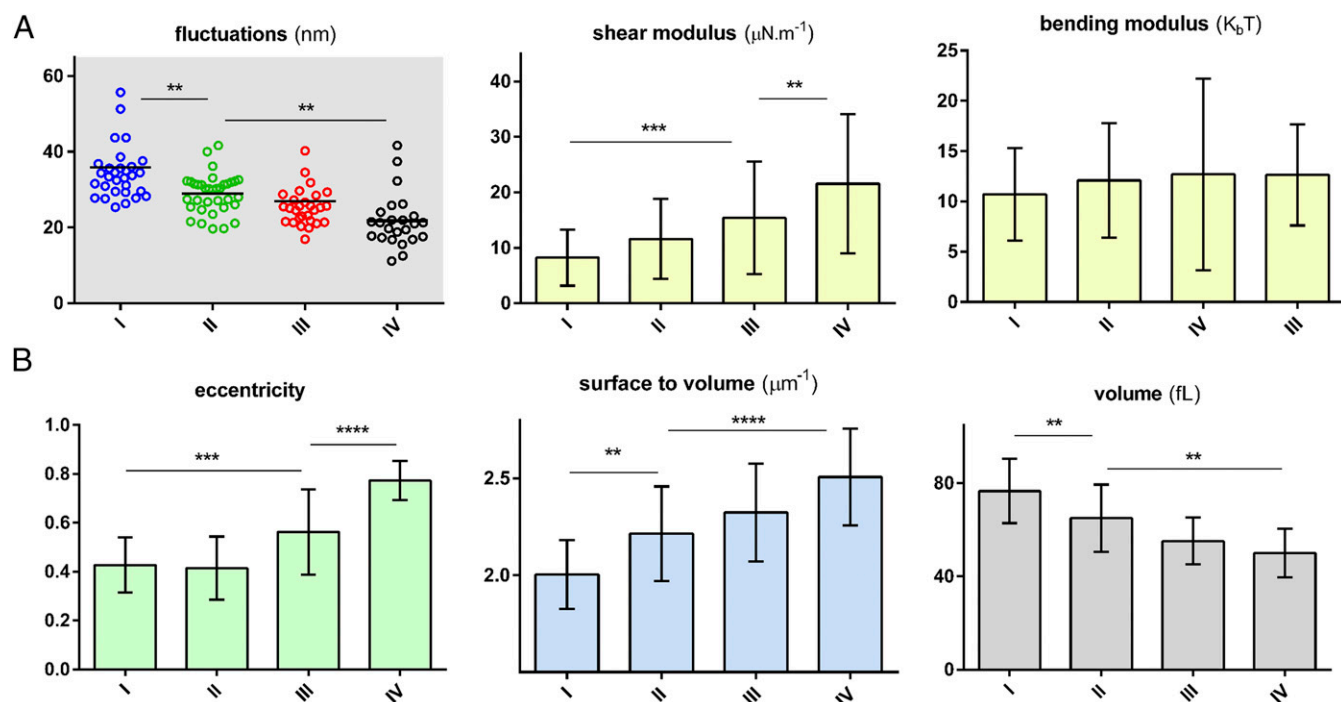 A
fluctuations (nm)
60
40
20
0
**
**
I
II
III
IV
shear modulus (μN.m⁻¹)
40
30
20
10
0
***
**
I
II
III
IV
bending modulus (KbT)
25
20
15
10
5
0
I
II
IV
III
B
eccentricity
1.0
0.8
0.6
0.4
0.2
0.0
***
****
I
II
III
IV
surface to volume (μm⁻¹)
2.5
2.0
**
****
I
II
III
IV
volume (fL)
80
40
0
**
**
I
II
III
IV